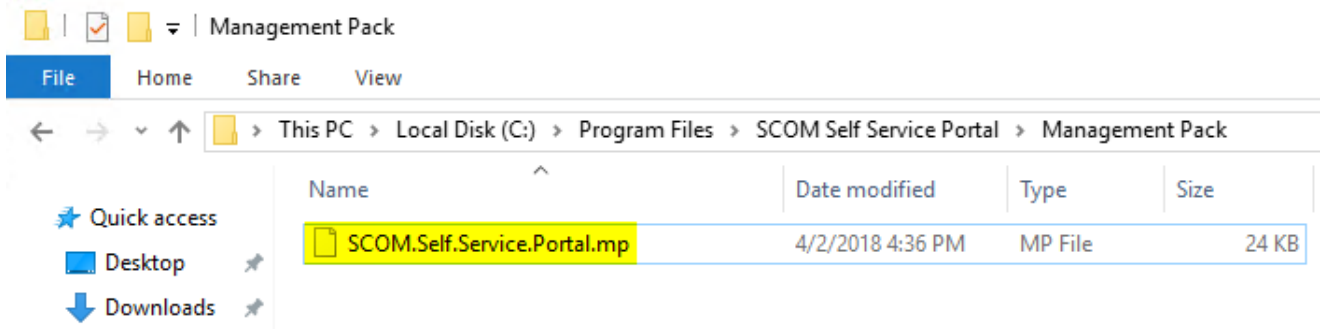 Management Pack
File Home Share View
This PC > Local Disk (C:) > Program Files > SCOM Self Service Portal > Management Pack
Name Date modified Type Size
Quick access
SCOM.Self.Service.Portal.mp 4/2/2018 4:36 PM MP File 24 KB
Desktop
Downloads